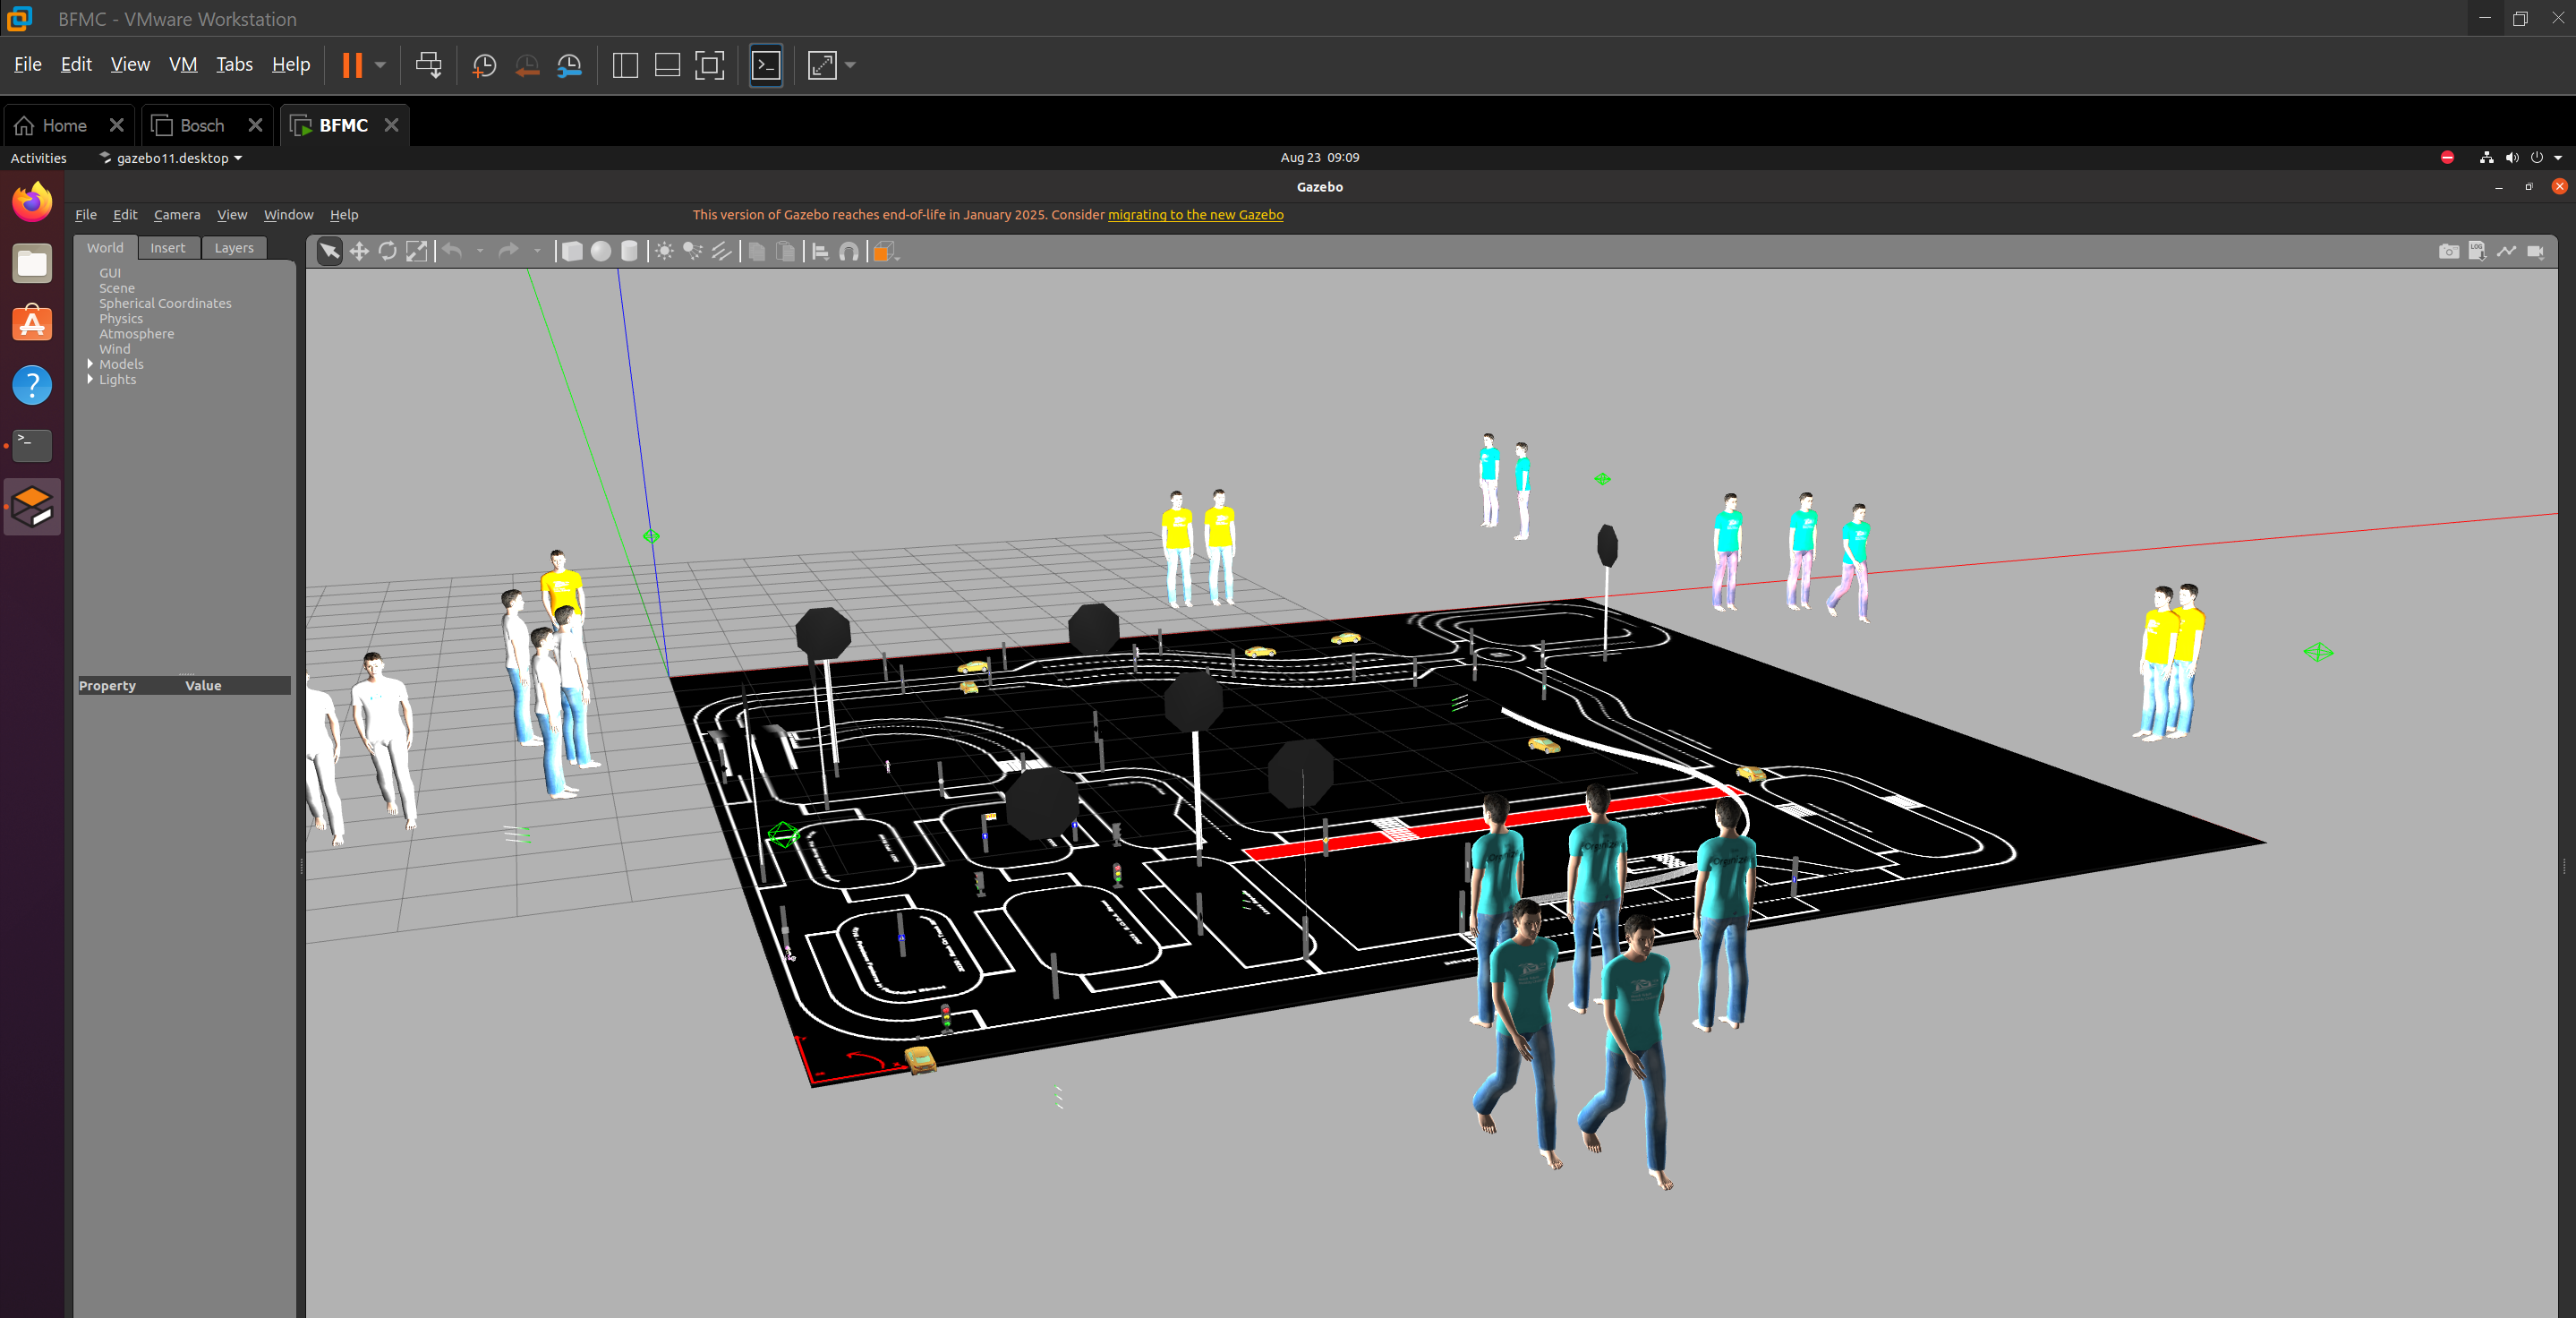 BFMC - VMware Workstation
File Edit View VM Tabs Help
Home Bosch BFMC
Activities gazebo11.desktop Aug 23 09:09
Gazebo
File Edit Camera View Window Help This version of Gazebo reaches end-of-life in January 2025. Consider migrating to the new Gazebo
World Insert Layers
GUI
Scene
Spherical Coordinates
Physics
Atmosphere
Wind
Models
Lights
Property Value